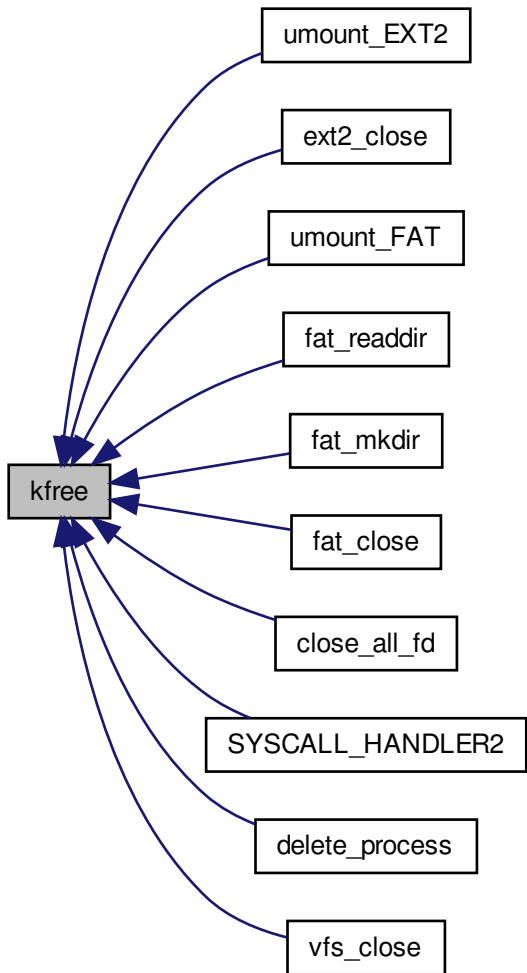 umount_EXT2
ext2_close
umount_FAT
fat_readdir
fat_mkdir
kfree
fat_close
close_all_fd
SYSCALL_HANDLER2
delete_process
vfs_close